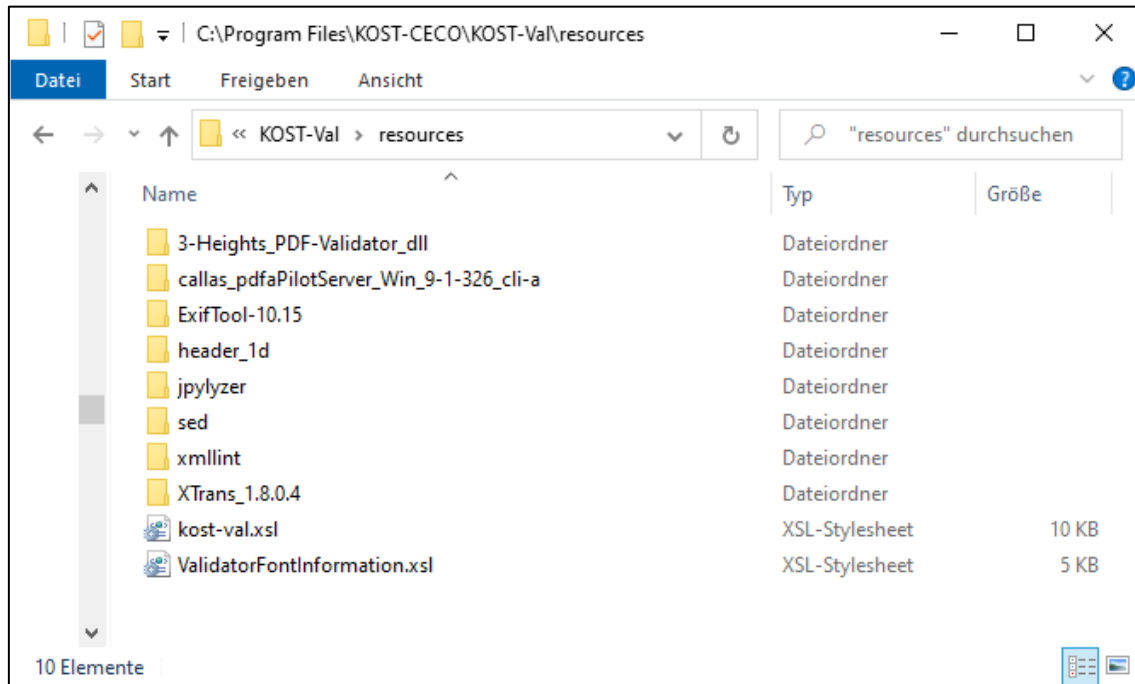 C:\Program Files\KOST-CECO\KOST-Val\resources
Datei Start Freigeben Ansicht
« KOST-Val > resources "resources" durchsuchen
Name Typ Größe
3-Heights_PDF-Validator_dll Dateiordner
callas_pdfaPilotServer_Win_9-1-326_cli-a Dateiordner
ExifTool-10.15 Dateiordner
header_1d Dateiordner
jpylyzer Dateiordner
sed Dateiordner
xmllint Dateiordner
XTrans_1.8.0.4 Dateiordner
kost-val.xsl XSL-Stylesheet 10 KB
ValidatorFontInformation.xsl XSL-Stylesheet 5 KB
10 Elemente